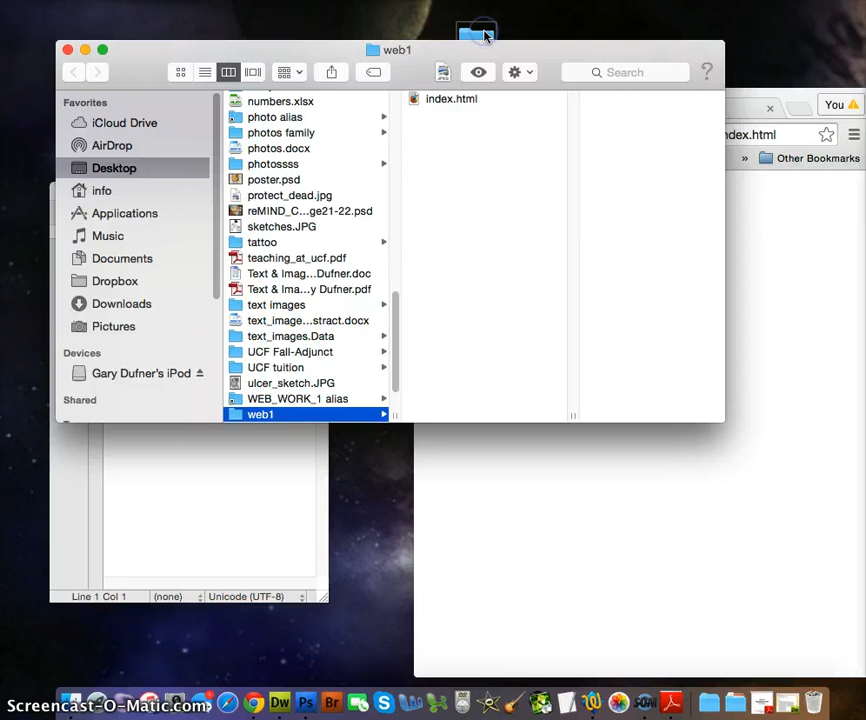 web1
Search
?
Favorites
iCloud Drive
AirDrop
Desktop
info
Applications
Music
Documents
Dropbox
Downloads
Pictures
Devices
Gary Dufner's iPod
Shared
numbers.xlsx
photo alias
photos family
photos.docx
photossss
poster.psd
protect_dead.jpg
reMIND_C...ge21-22.psd
sketches.JPG
tattoo
teaching_at_ucf.pdf
Text & Imag...Dufner.doc
Text & Ima...y Dufner.pdf
text images
text_image...stract.docx
text_images.Data
UCF Fall-Adjunct
UCF tuition
ulcer_sketch.JPG
WEB_WORK_1 alias
web1
index.html
You
ndex.html
» Other Bookmarks
Line 1 Col 1 (none) Unicode (UTF-8)
Dw Ps Br
Screencast-O-Matic.com